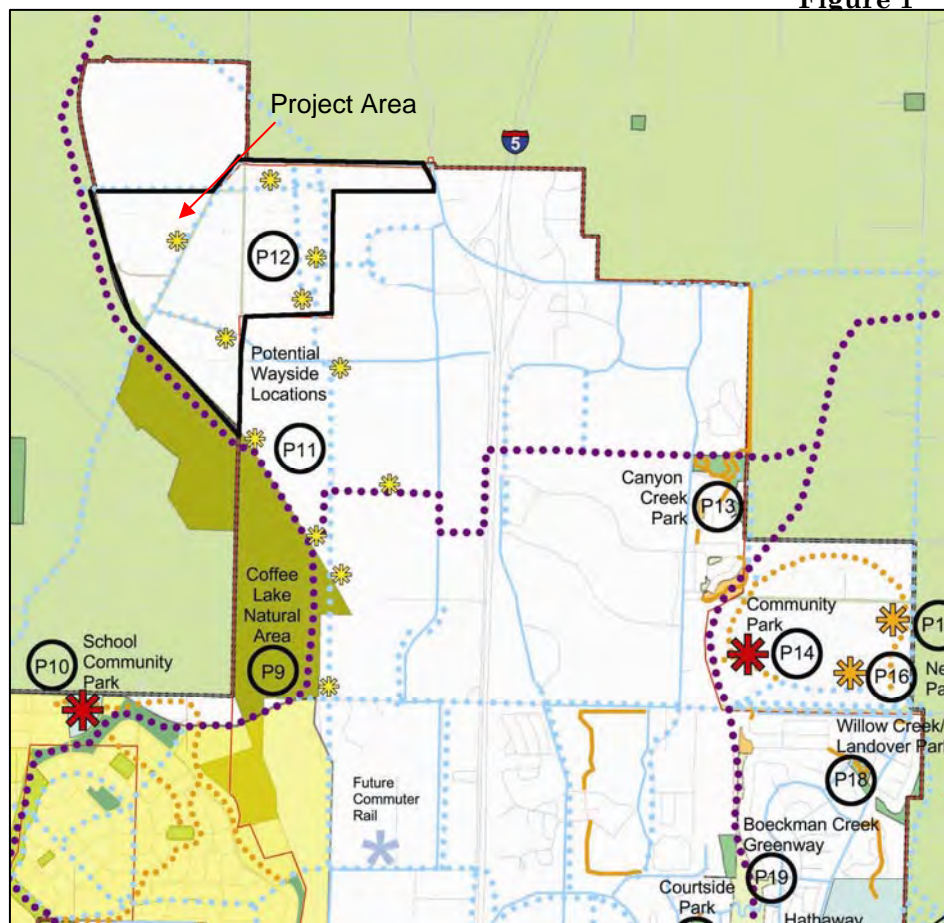 Figure 1
Project Area
5
P12
Potential
Wayside
Locations
P11
Canyon
Creek
Park
P13
Coffee
Lake
Natural
Area
P9
School
Community
Park
P10
Community
Park
P14
P16
Willow Creek/
Landover Park
P18
Future
Commuter
Rail
Boeckman Creek
Greenway
P19
Courtside
Park
Hathaway